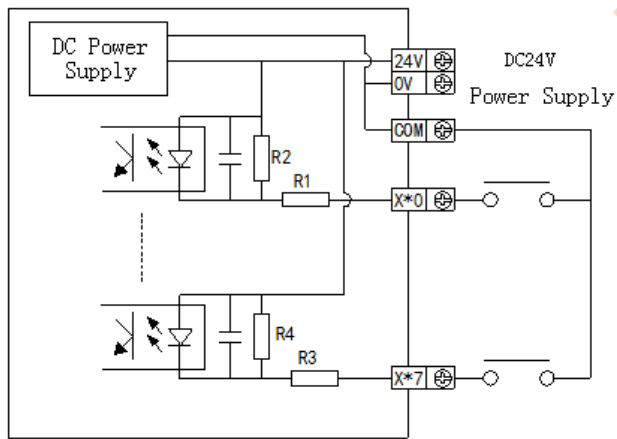 DC Power
Supply
24V
0V
COM
DC24V
Power Supply
R2
R1
X*0
R4
R3
X*7